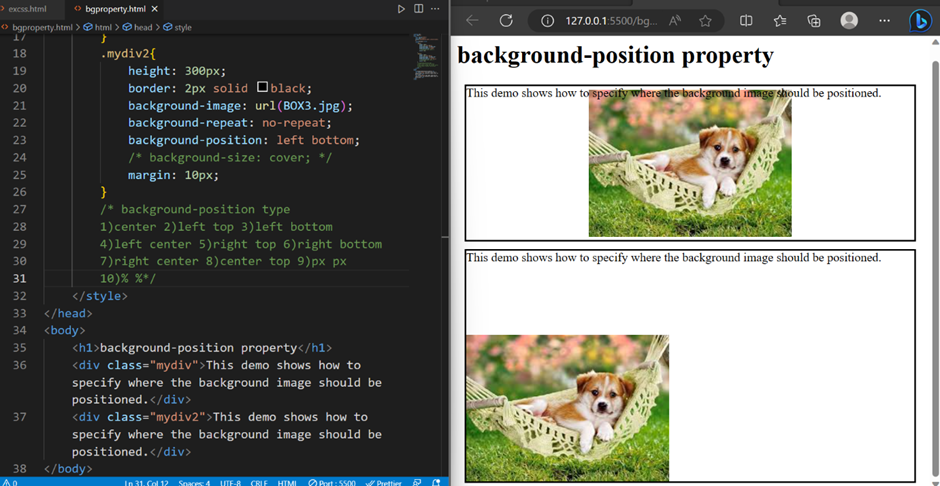 excss.html
bgproperty.html
bgproperty.html > html > head > style
17 }
18 .mydiv2{
19 height: 300px;
20 border: 2px solid black;
21 background-image: url(BOX3.jpg);
22 background-repeat: no-repeat;
23 background-position: left bottom;
24 /* background-size: cover; */
25 margin: 10px;
26 }
27 /* background-position type
28 1)center 2)left top 3)left bottom
29 4)left center 5)right top 6)right bottom
30 7)right center 8)center top 9)px px
31 10)% %*/
32 </style>
33 </head>
34 <body>
35 <h1>background-position property</h1>
36 <div class="mydiv">This demo shows how to
specify where the background image should be
positioned.</div>
37 <div class="mydiv2">This demo shows how to
specify where the background image should be
positioned.</div>
38 </body>
0
Ln 31, Col 12 Spaces: 4 UTF-8 CRLF HTML Port : 5500 Prettier
127.0.0.1:5500/bg...
background-position property
This demo shows how to specify where the background image should be positioned.
This demo shows how to specify where the background image should be positioned.